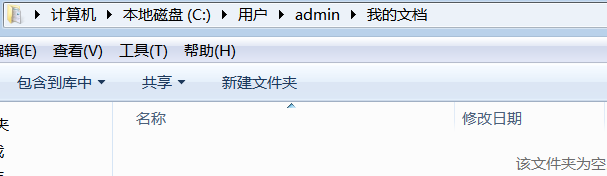 计算机 本地磁盘 (C:) 用户 admin 我的文档
编辑(E) 查看(V) 工具(T) 帮助(H)
包含到库中 共享 新建文件夹
名称 修改日期
夹
该文件夹为空